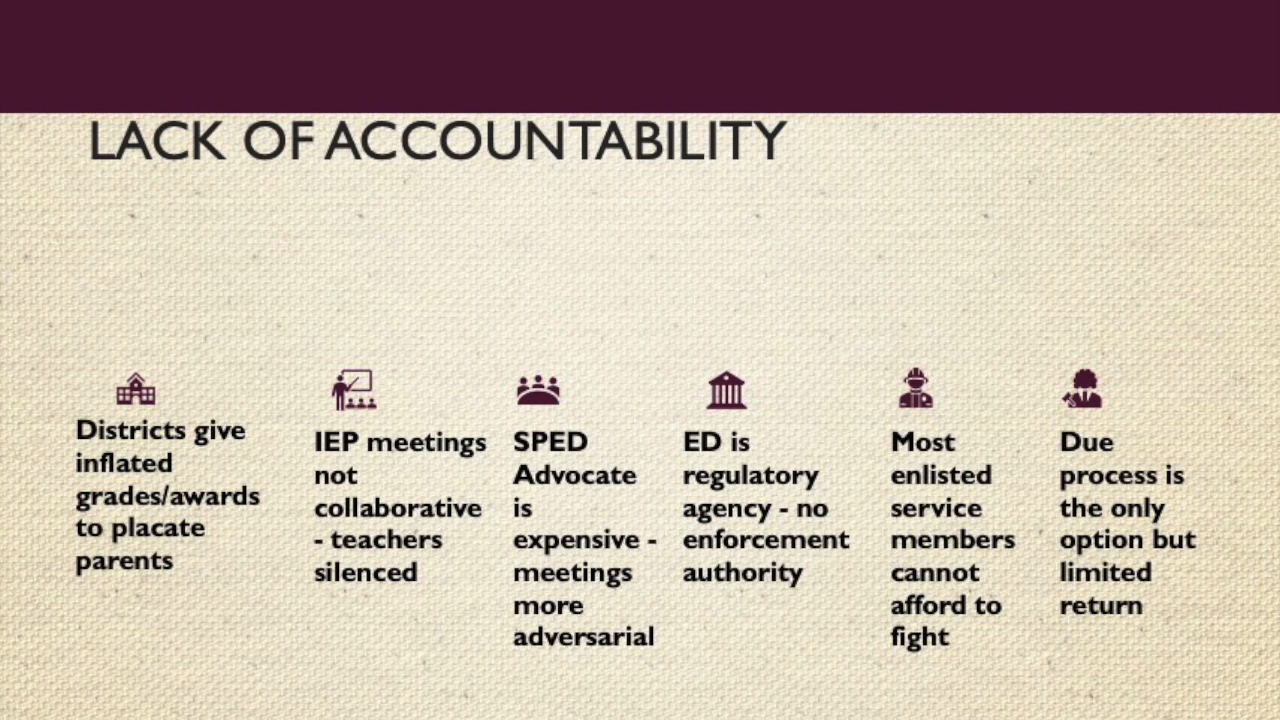 LACK OF ACCOUNTABILITY
Districts give
inflated
grades/awards
to placate
parents
IEP meetings
not
collaborative
- teachers
silenced
SPED
Advocate
is
expensive -
meetings
more
adversarial
ED is
regulatory
agency - no
enforcement
authority
Most
enlisted
service
members
cannot
afford to
fight
Due
process is
the only
option but
limited
return